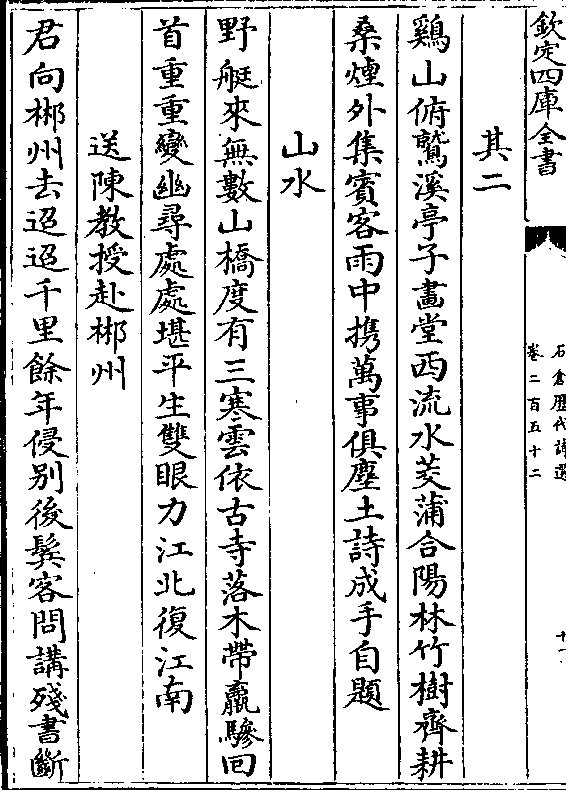 欽定四庫全書
石倉歷代詩選
卷二百五十二
十一
其二
鷄山俯鷲溪亭子畫堂西流水菱蒲合陽林竹樹齊耕
桑煙外集賓客雨中携萬事俱塵土詩成手自題
山水
野艇來無數山橋度有三寒雲依古寺落木帶羸驂回
首重重變幽尋處處堪平生雙眼力江北復江南
送陳教授赴郴州
君向郴州去迢迢千里餘年侵别後鬓客問講殘書斷